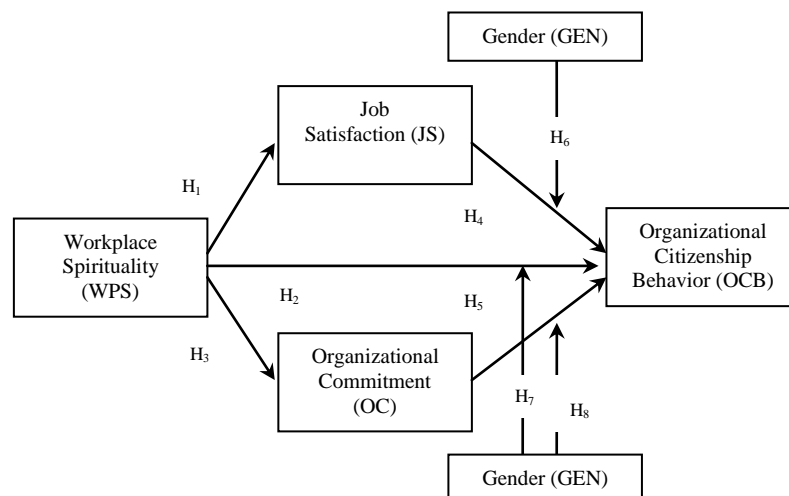 Gender (GEN)
Job
Satisfaction (JS)
H₆
H₁
H₄
Workplace
Spirituality
(WPS)
Organizational
Citizenship
Behavior (OCB)
H₂
H₅
H₃
Organizational
Commitment
(OC)
H₇
H₈
Gender (GEN)